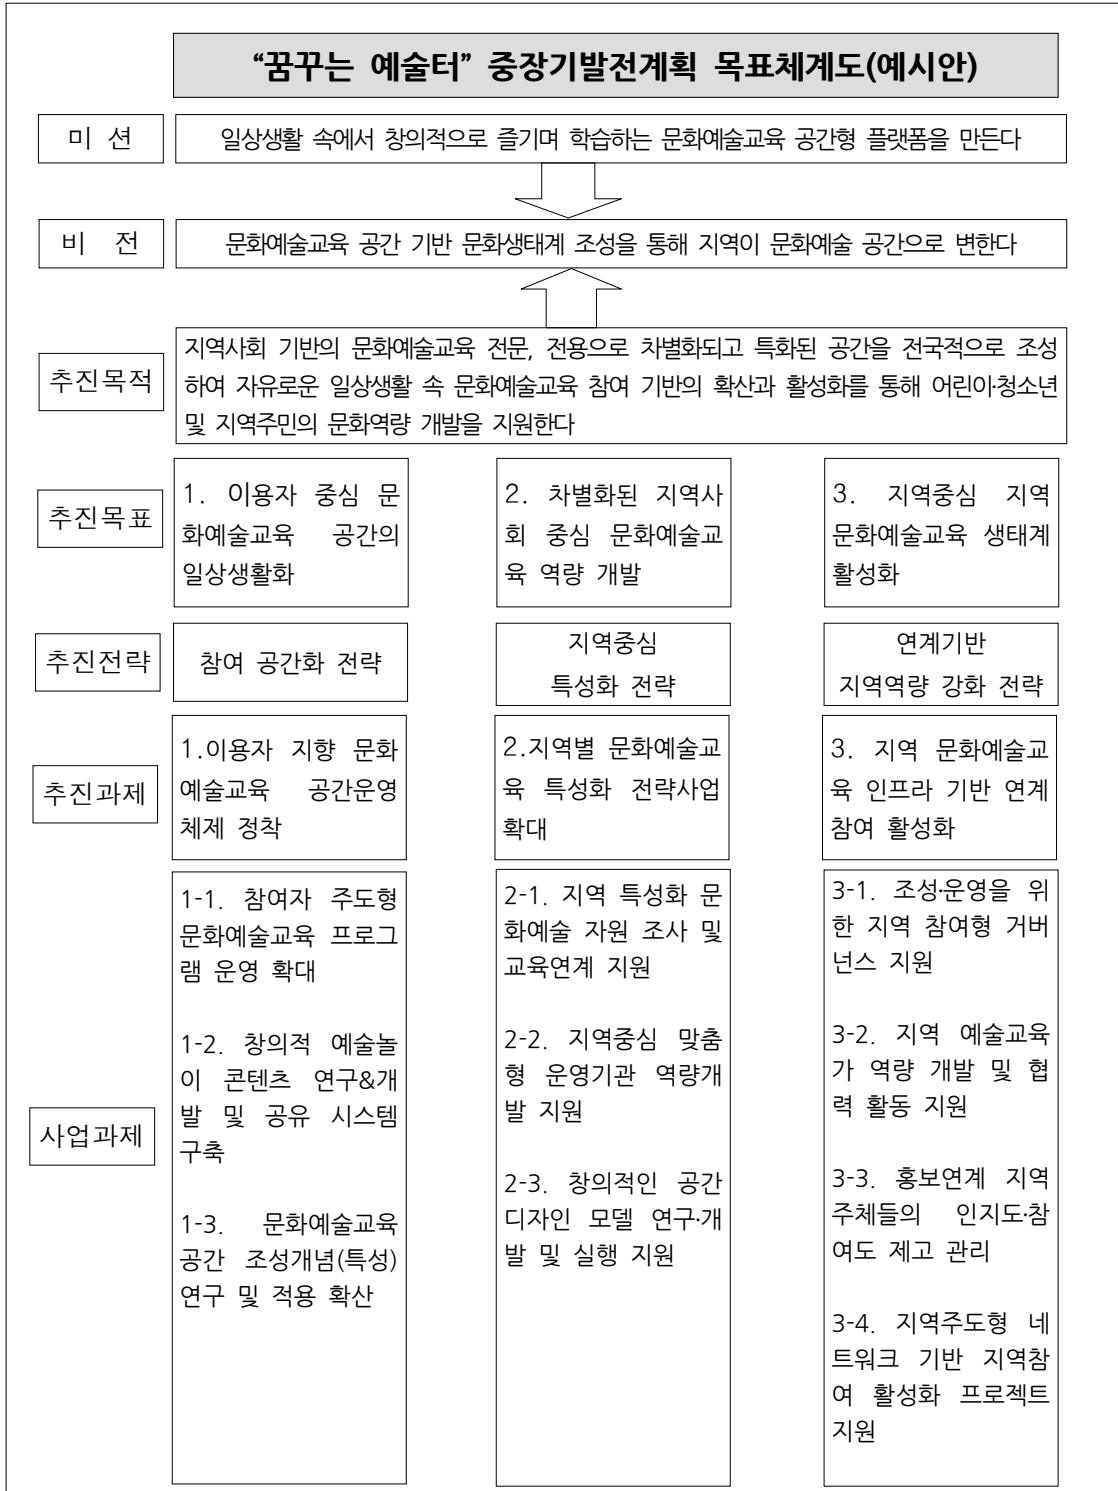 “꿈꾸는 예술터” 중장기발전계획 목표체계도(예시안)
미 션
일상생활 속에서 창의적으로 즐기며 학습하는 문화예술교육 공간형 플랫폼을 만든다
비 전
문화예술교육 공간 기반 문화생태계 조성을 통해 지역이 문화예술 공간으로 변한다
추진목적
지역사회 기반의 문화예술교육 전문, 전용으로 차별화되고 특화된 공간을 전국적으로 조성
하여 자유로운 일상생활 속 문화예술교육 참여 기반의 확산과 활성화를 통해 어린이·청소년
및 지역주민의 문화역량 개발을 지원한다
추진목표
1. 이용자 중심 문
화예술교육 공간의
일상생활화
2. 차별화된 지역사
회 중심 문화예술교
육 역량 개발
3. 지역중심 지역
문화예술교육 생태계
활성화
추진전략
참여 공간화 전략
지역중심
특성화 전략
연계기반
지역역량 강화 전략
추진과제
1.이용자 지향 문화
예술교육 공간운영
체제 정착
2.지역별 문화예술교
육 특성화 전략사업
확대
3. 지역 문화예술교
육 인프라 기반 연계
참여 활성화
사업과제
1-1. 참여자 주도형
문화예술교육 프로그
램 운영 확대
1-2. 창의적 예술놀
이 콘텐츠 연구&개
발 및 공유 시스템
구축
1-3. 문화예술교육
공간 조성개념(특성)
연구 및 적용 확산
2-1. 지역 특성화 문
화예술 자원 조사 및
교육연계 지원
2-2. 지역중심 맞춤
형 운영기관 역량개
발 지원
2-3. 창의적인 공간
디자인 모델 연구·개
발 및 실행 지원
3-1. 조성·운영을 위
한 지역 참여형 거버
넌스 지원
3-2. 지역 예술교육
가 역량 개발 및 협
력 활동 지원
3-3. 홍보연계 지역
주체들의 인지도·참
여도 제고 관리
3-4. 지역주도형 네
트워크 기반 지역참
여 활성화 프로젝트
지원